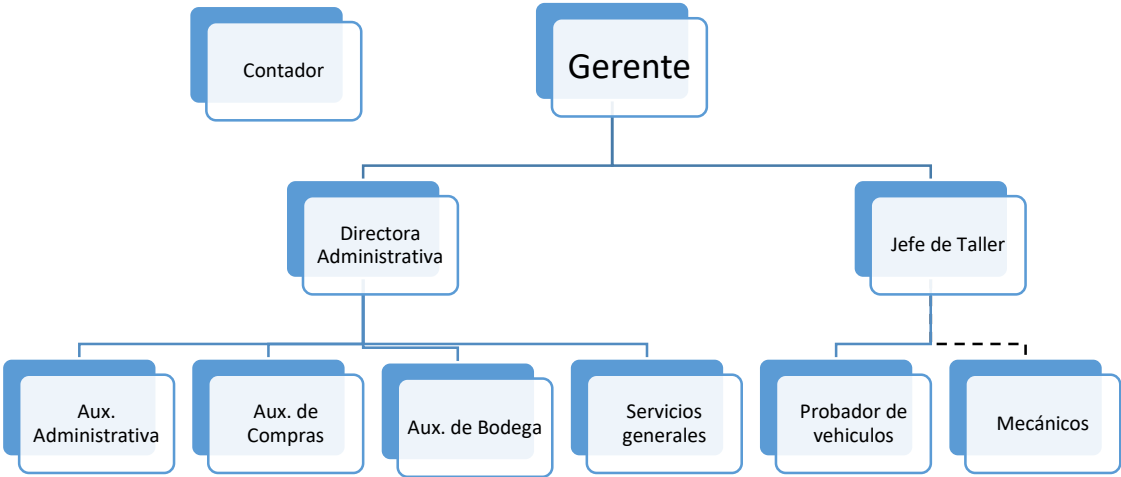 Contador
Gerente
Directora
Administrativa
Jefe de Taller
Aux.
Administrativa
Aux. de
Compras
Aux. de Bodega
Servicios
generales
Probador de
vehiculos
Mecánicos